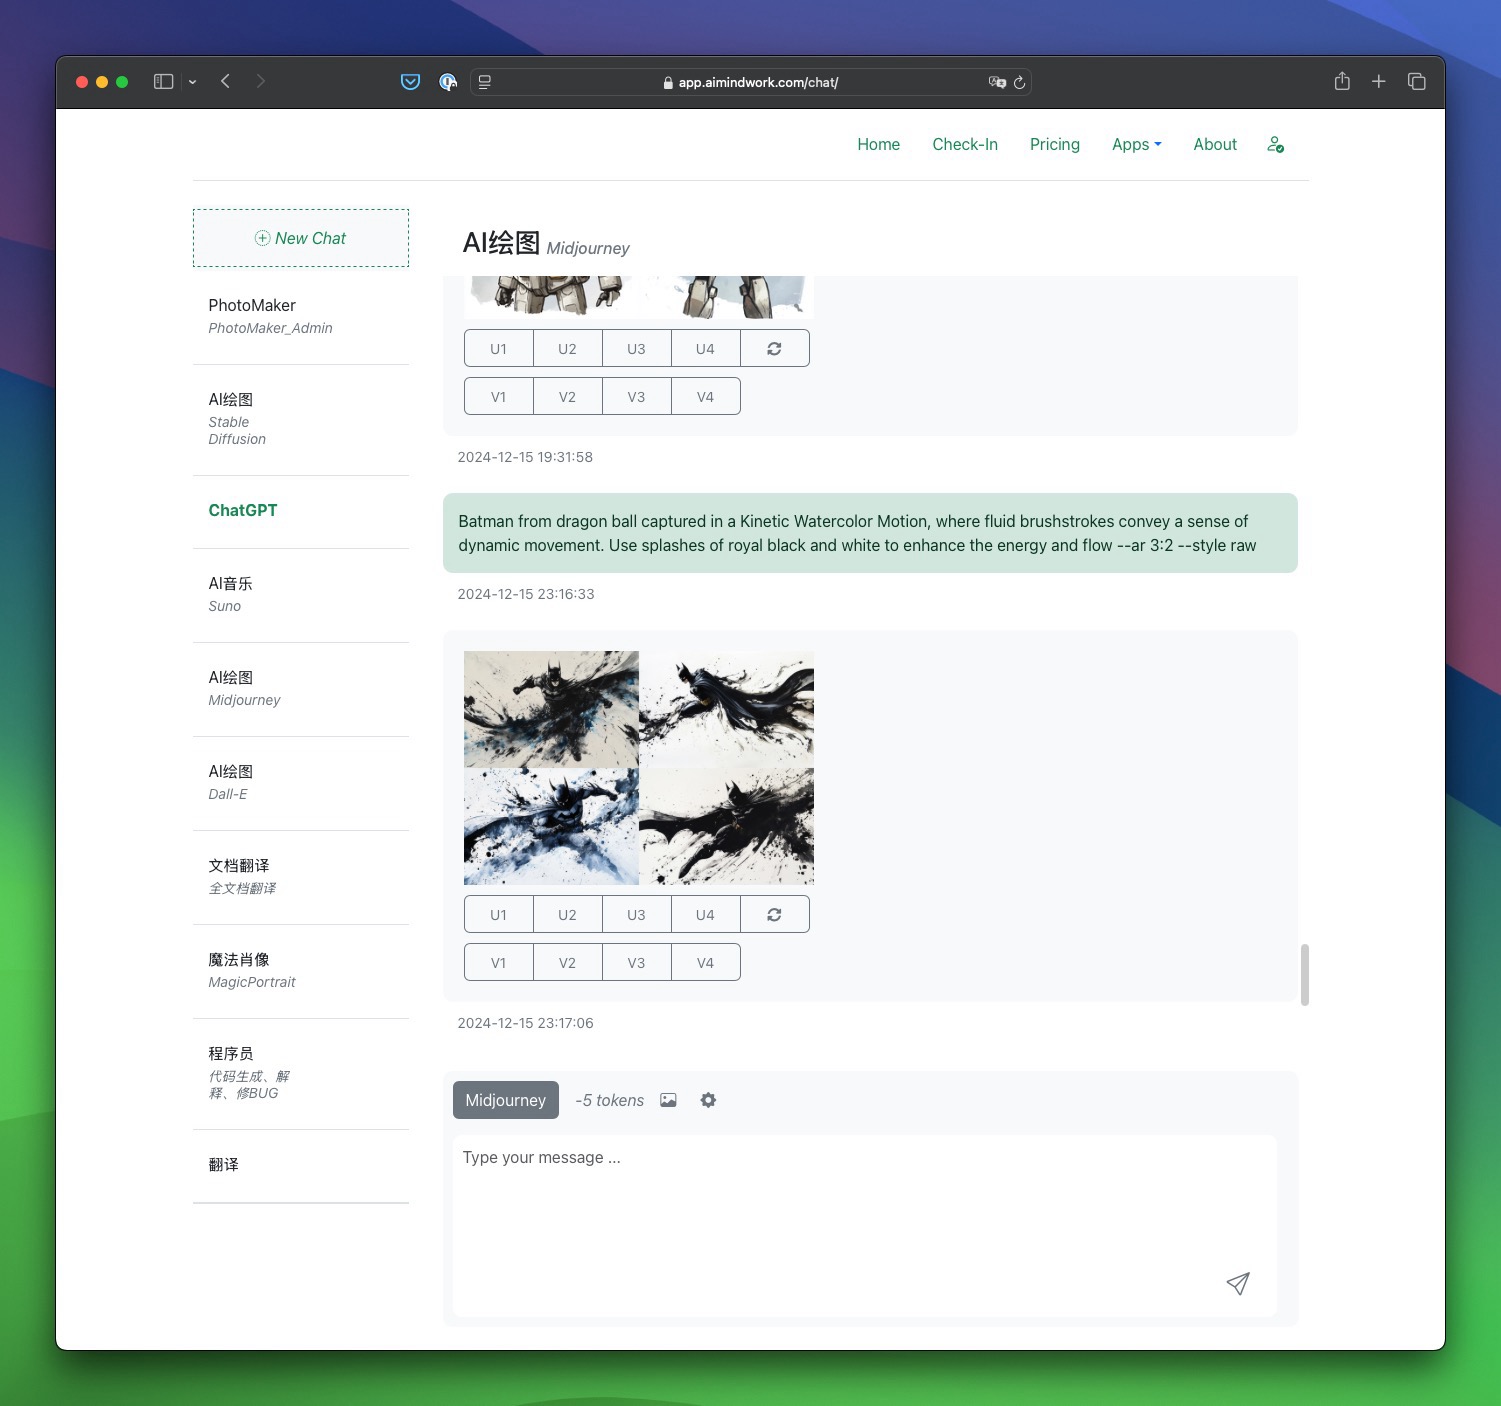 app.aimindwork.com/chat/
Home Check-In Pricing Apps About
New Chat
PhotoMaker
PhotoMaker_Admin
AI绘图
Stable
Diffusion
ChatGPT
AI音乐
Suno
AI绘图
Midjourney
AI绘图
Dall-E
文档翻译
全文档翻译
魔法肖像
MagicPortrait
程序员
代码生成、解
释、修BUG
翻译
AI绘图 Midjourney
U1 U2 U3 U4
V1 V2 V3 V4
2024-12-15 19:31:58
Batman from dragon ball captured in a Kinetic Watercolor Motion, where fluid brushstrokes convey a sense of
dynamic movement. Use splashes of royal black and white to enhance the energy and flow --ar 3:2 --style raw
2024-12-15 23:16:33
U1 U2 U3 U4
V1 V2 V3 V4
2024-12-15 23:17:06
Midjourney -5 tokens
Type your message ...